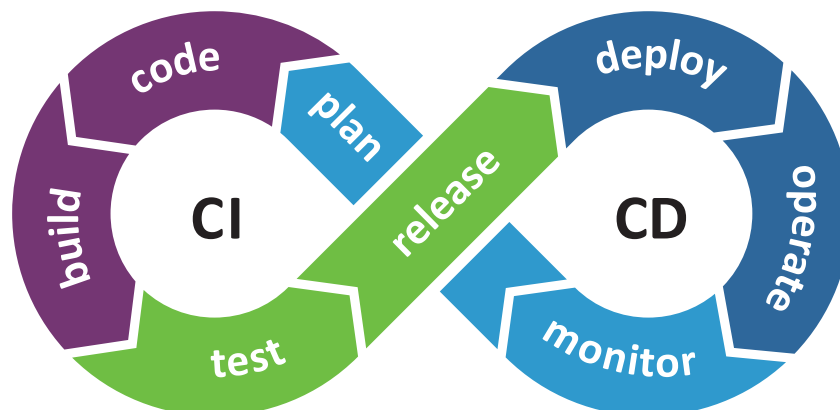 code
plan
build
CI
test
release
deploy
operate
CD
monitor